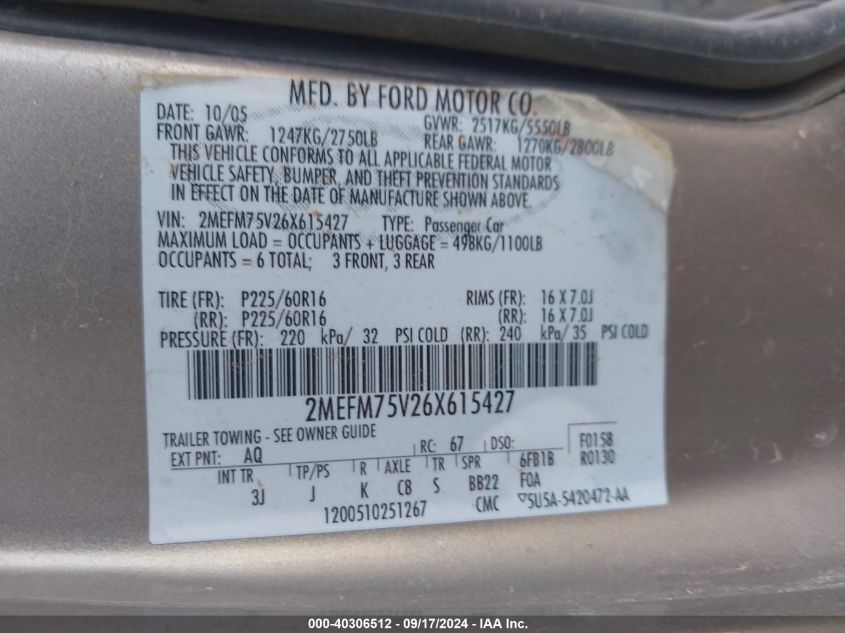 MFD. BY FORD MOTOR CO.
DATE: 10/05 GVWR: 2517KG/5550LB
FRONT GAWR: 1247KG/2750LB REAR GAWR: 1270KG/2800LB
THIS VEHICLE CONFORMS TO ALL APPLICABLE FEDERAL MOTOR
VEHICLE SAFETY, BUMPER, AND THEFT PREVENTION STANDARDS
IN EFFECT ON THE DATE OF MANUFACTURE SHOWN ABOVE.
VIN: 2MEFM75V26X615427 TYPE: Passenger Car
MAXIMUM LOAD = OCCUPANTS + LUGGAGE = 498KG/1100LB
OCCUPANTS = 6 TOTAL; 3 FRONT, 3 REAR
TIRE (FR): P225/60R16 RIMS (FR): 16 X 7.0J
(RR): P225/60R16 (RR): 16 X 7.0J
PRESSURE (FR): 220 kPa/ 32 PSI COLD (RR): 240 kPa/ 35 PSI COLD
2MEFM75V26X615427
TRAILER TOWING - SEE OWNER GUIDE
EXT PNT: AQ RC: 67 DSO: F0158
R0130
INT TR TP/PS R AXLE TR SPR 6FB1B
3J J K C8 S BB22 FOA
1200510251267 CMC ▽5U5A-5420472-AA
000-40306512 - 09/17/2024 - IAA Inc.